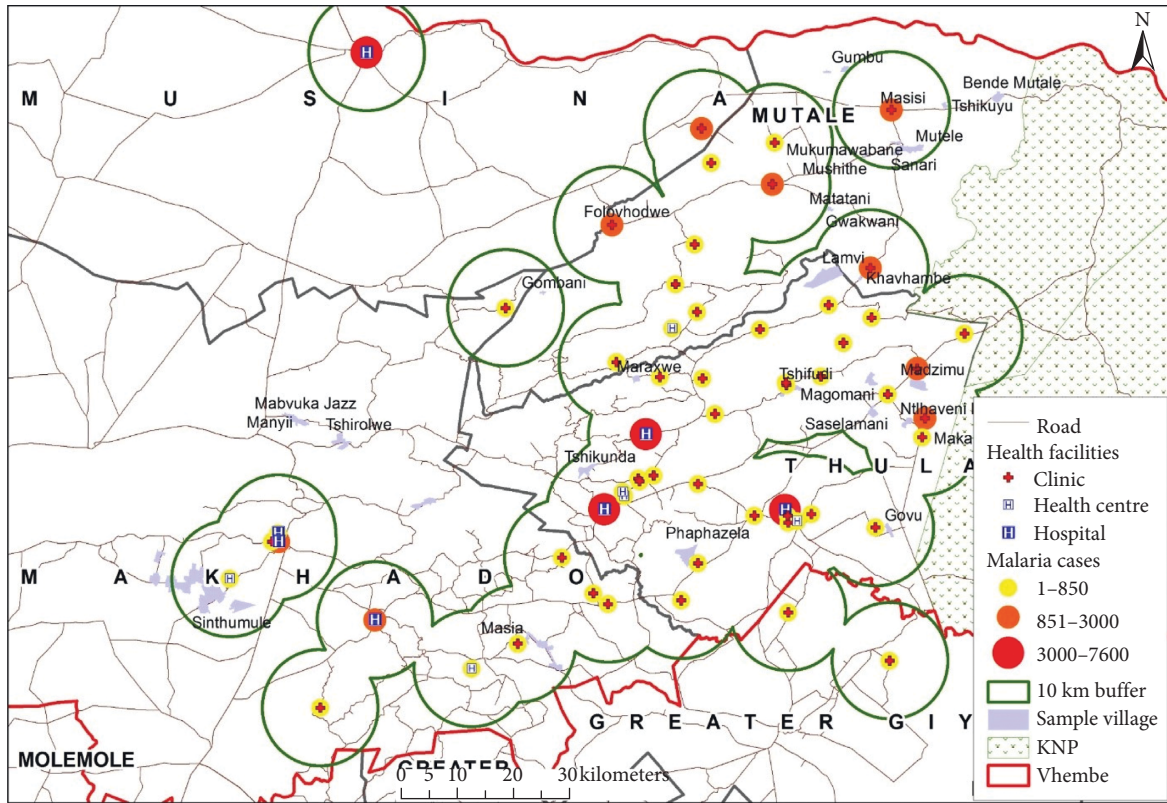 N
Gumbu
Bende Mutale
M U S I N A
Masisi
Tshikuyu
MUTALE
Mutele
Mukumawabane
Sanari
Mushithe
Matatani
Folovhodwe
Gwakwani
Lamvi
Khavhambe
Gombani
Maraxwe
Tshifudi
Madzimu
Magomani
Mabvuka Jazz
Manyii
Tshirolwe
Saselamani
Ntlhaveni
Maka
Tshikunda
T H U L A
Phaphazela
Govu
M A K H A D O
Sinthumule
Masia
G R E A T E R G I Y
MOLEMOLE
GREATER
0 5 10 20 30 kilometers
Road
Health facilities
Clinic
H Health centre
H Hospital
Malaria cases
1–850
851–3000
3000–7600
10 km buffer
Sample village
KNP
Vhembe